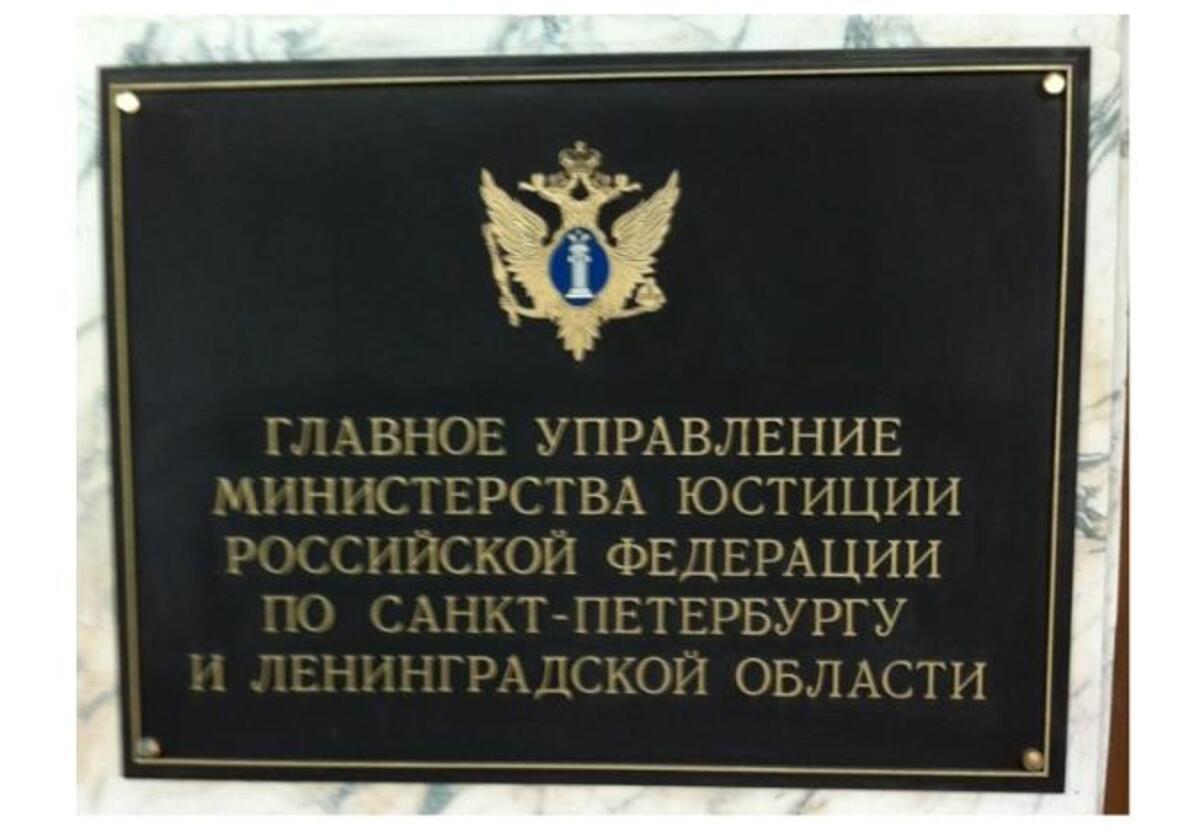 ГЛАВНОЕ УПРАВЛЕНИЕ
МИНИСТЕРСТВА ЮСТИЦИИ
РОССИЙСКОЙ ФЕДЕРАЦИИ
ПО САНКТ-ПЕТЕРБУРГУ
И ЛЕНИНГРАДСКОЙ ОБЛАСТИ